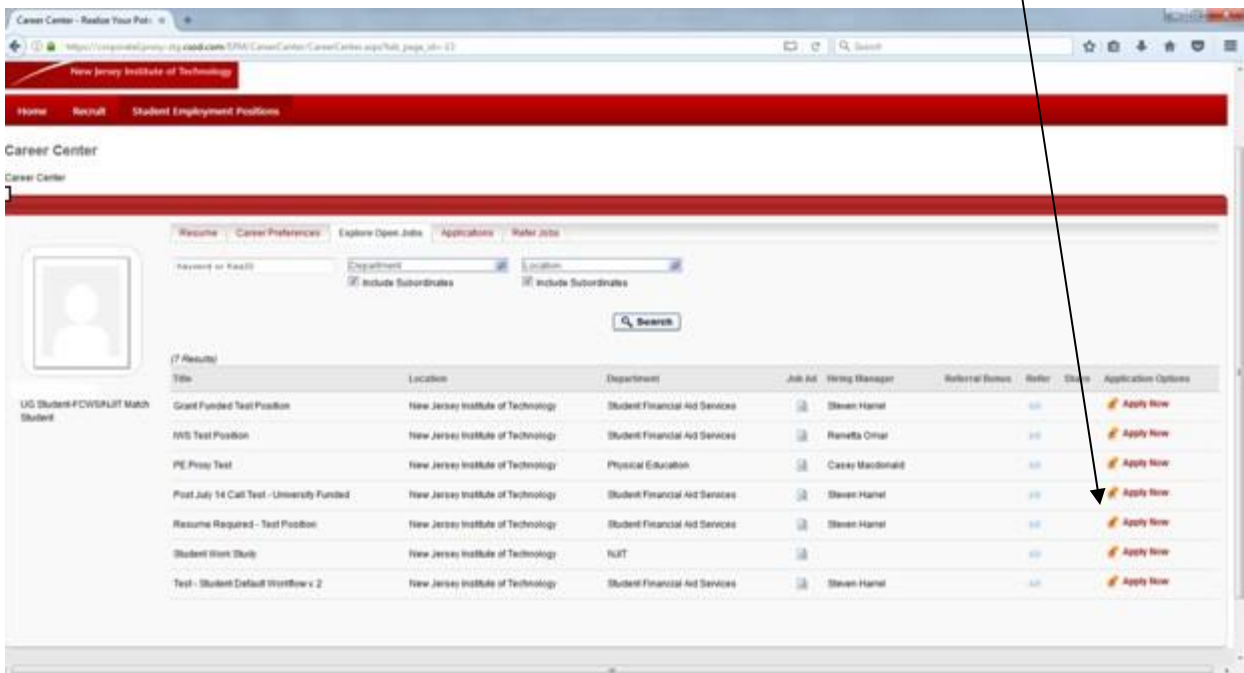 Career Center - Realize Your Pot
Search
New Jersey Institute of Technology
Home Recruit Student Employment Positions
Career Center
Career Center
Resume Career Preferences Explore Open Jobs Applications Refer Jobs
Keyword or Department Location
Include Subordinates Include Subordinates
Search
(7 Results)
Title Location Department Job Ad Hiring Manager Referral Bonus Refer Share Application Options
UG Student-FCWS/NJIT Match Student
Grant Funded Test Position New Jersey Institute of Technology Student Financial Aid Services Steven Apply Now
IWS Test Position New Jersey Institute of Technology Student Financial Aid Services Renetta Omar Apply Now
PE Proxy Test New Jersey Institute of Technology Physical Education Casey Macdonald Apply Now
Post July 14 Call Test - University Funded New Jersey Institute of Technology Student Financial Aid Services Steven Apply Now
Resume Required - Test Position New Jersey Institute of Technology Student Financial Aid Services Steven Apply Now
Student Work Study New Jersey Institute of Technology NJIT Apply Now
Test - Student Default Workflow v. 2 New Jersey Institute of Technology Student Financial Aid Services Steven Apply Now